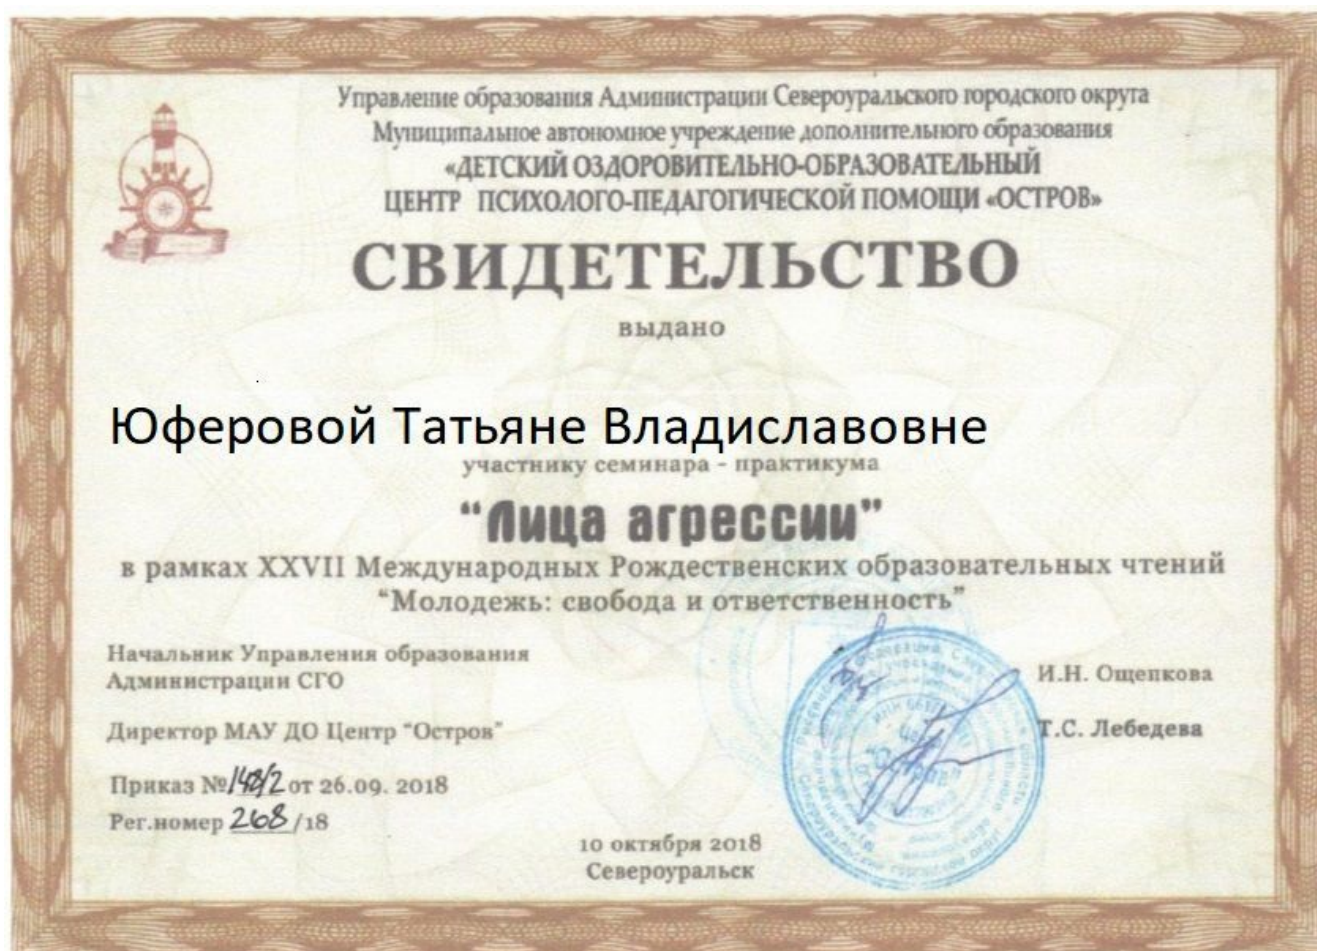 Управление образования Администрации Североуральского городского округа
Муниципальное автономное учреждение дополнительного образования
«ДЕТСКИЙ ОЗДОРОВИТЕЛЬНО-ОБРАЗОВАТЕЛЬНЫЙ
ЦЕНТР ПСИХОЛОГО-ПЕДАГОГИЧЕСКОЙ ПОМОЩИ «ОСТРОВ»
СВИДЕТЕЛЬСТВО
выдано
Юферовой Татьяне Владиславовне
участнику семинара - практикума
“Лица агрессии”
в рамках XXVII Международных Рождественских образовательных чтений
“Молодежь: свобода и ответственность”
Начальник Управления образования
Администрации СГО
И.Н. Ощепкова
Директор МАУ ДО Центр “Остров”
Т.С. Лебедева
Приказ № 148/2 от 26.09. 2018
Рег.номер 268/18
10 октября 2018
Североуральск